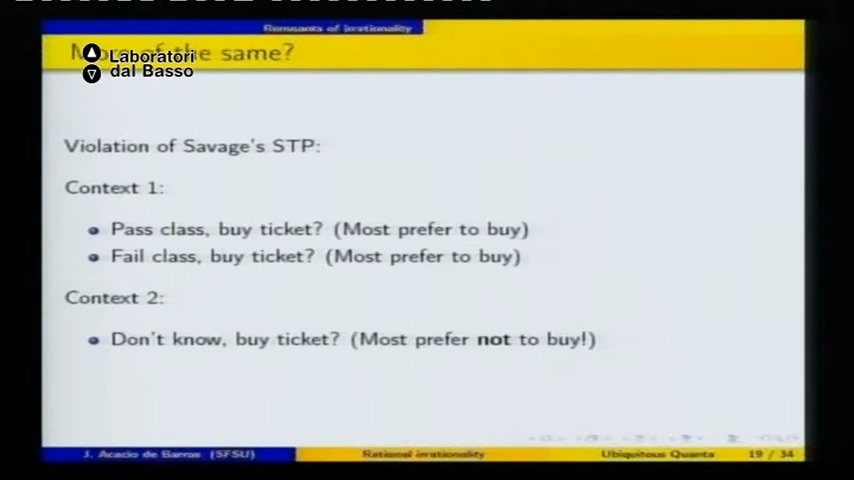 Remnants of irrationality
More of the same?
Laboratori
dal Basso
Violation of Savage's STP:
Context 1:
Pass class, buy ticket? (Most prefer to buy)
Fail class, buy ticket? (Most prefer to buy)
Context 2:
Don't know, buy ticket? (Most prefer not to buy!)
J. Acacio de Barros (SFSU)
Rational irrationality
Ubiquitous Quanta
19 / 34